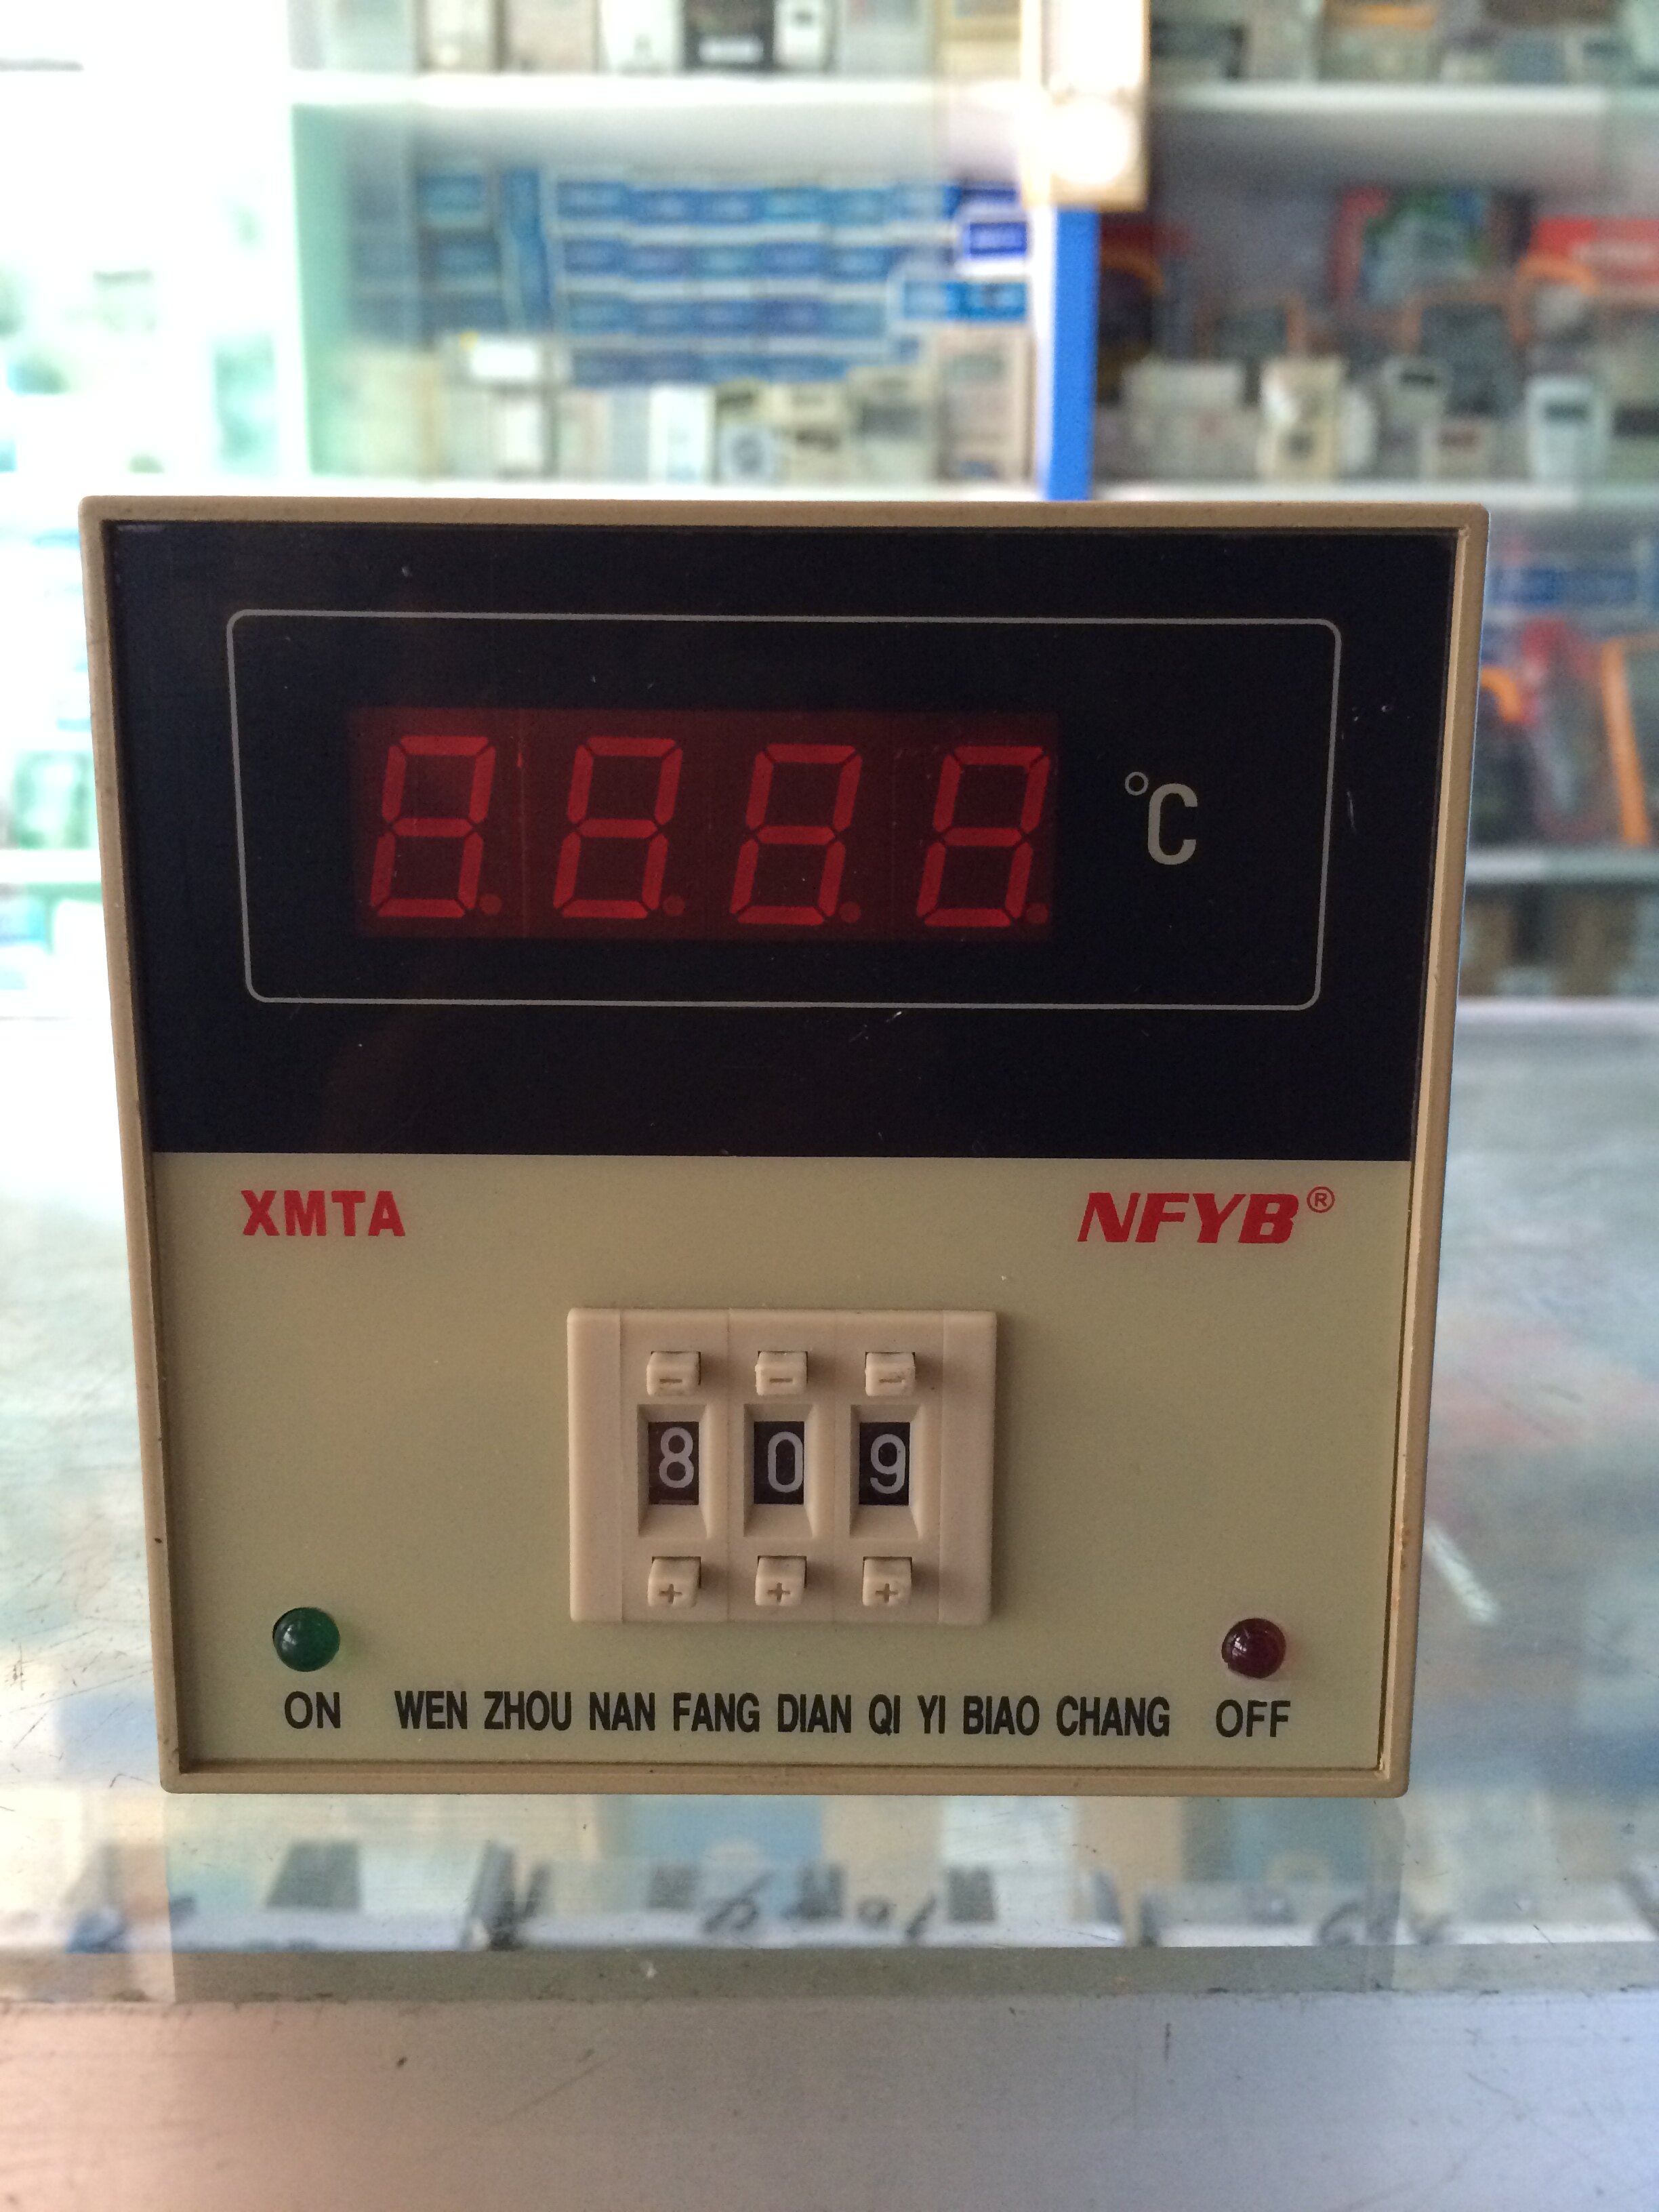 °C
XMTA NFYB®
- - -
8 0 9
+ + +
ON WEN ZHOU NAN FANG DIAN QI YI BIAO CHANG OFF